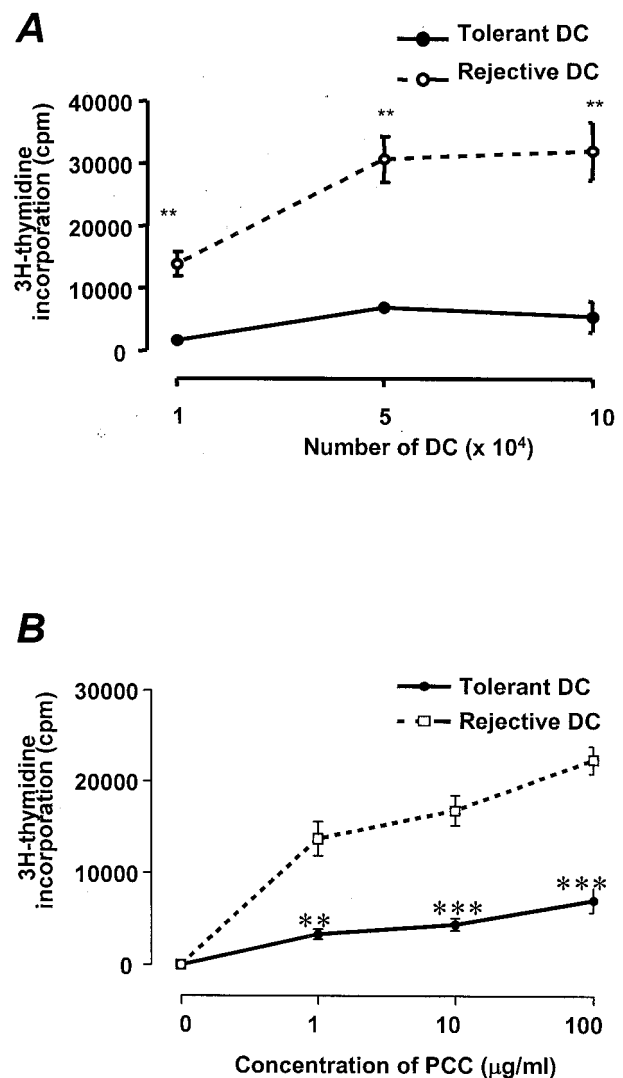 A
Tolerant DC
Rejective DC
3H-thymidine
incorporation (cpm)
40000
30000
20000
10000
0
**
**
**
1 5 10
Number of DC (x 10⁴)
B
Tolerant DC
Rejective DC
3H-thymidine
incorporation (cpm)
30000
20000
10000
0
**
***
***
0 1 10 100
Concentration of PCC (μg/ml)